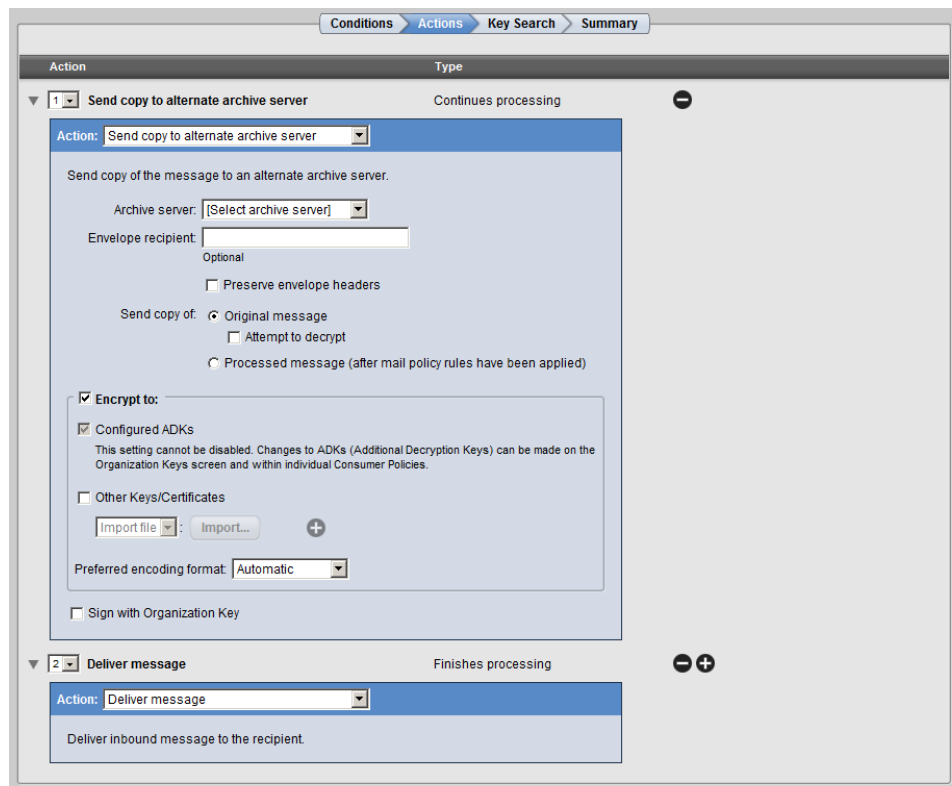 Conditions Actions Key Search Summary
Action Type
1 Send copy to alternate archive server Continues processing
Action: Send copy to alternate archive server
Send copy of the message to an alternate archive server.
Archive server: [Select archive server]
Envelope recipient:
Optional
Preserve envelope headers
Send copy of: Original message
Attempt to decrypt
Processed message (after mail policy rules have been applied)
Encrypt to:
Configured ADKs
This setting cannot be disabled. Changes to ADKs (Additional Decryption Keys) can be made on the
Organization Keys screen and within individual Consumer Policies.
Other Keys/Certificates
Import file : Import...
Preferred encoding format: Automatic
Sign with Organization Key
2 Deliver message Finishes processing
Action: Deliver message
Deliver inbound message to the recipient.